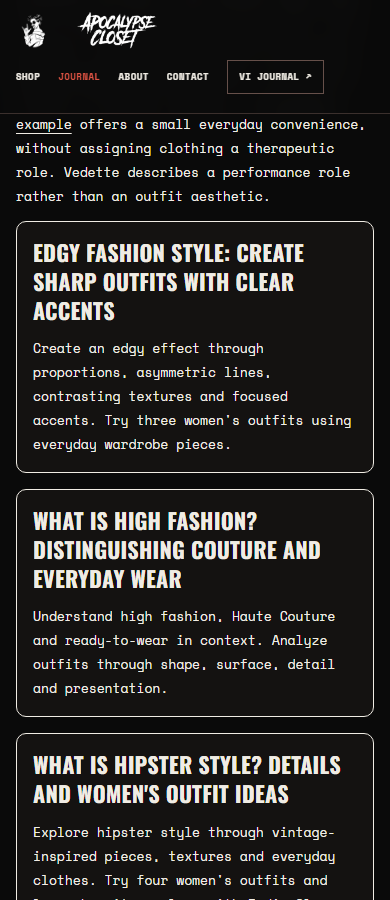 APOCALYPSE
CLOSET
SHOP JOURNAL ABOUT CONTACT VI JOURNAL ↗
example offers a small everyday convenience,
without assigning clothing a therapeutic
role. Vedette describes a performance role
rather than an outfit aesthetic.
EDGY FASHION STYLE: CREATE
SHARP OUTFITS WITH CLEAR
ACCENTS
Create an edgy effect through
proportions, asymmetric lines,
contrasting textures and focused
accents. Try three women's outfits using
everyday wardrobe pieces.
WHAT IS HIGH FASHION?
DISTINGUISHING COUTURE AND
EVERYDAY WEAR
Understand high fashion, Haute Couture
and ready-to-wear in context. Analyze
outfits through shape, surface, detail
and presentation.
WHAT IS HIPSTER STYLE? DETAILS
AND WOMEN'S OUTFIT IDEAS
Explore hipster style through vintage-
inspired pieces, textures and everyday
clothes. Try four women's outfits and